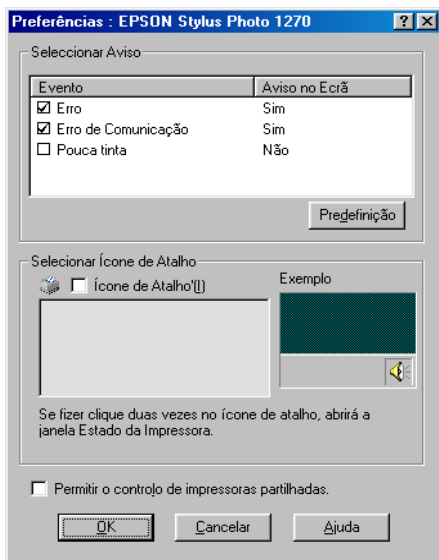 Preferências : EPSON Stylus Photo 1270
Seleccionar Aviso
Evento Aviso no Ecrã
Erro Sim
Erro de Comunicação Sim
Pouca tinta Não
Predefinição
Selecionar Ícone de Atalho
Ícone de Atalho'(I) Exemplo
Se fizer clique duas vezes no ícone de atalho, abrirá a
janela Estado da Impressora.
Permitir o controlo de impressoras partilhadas.
OK Cancelar Ajuda